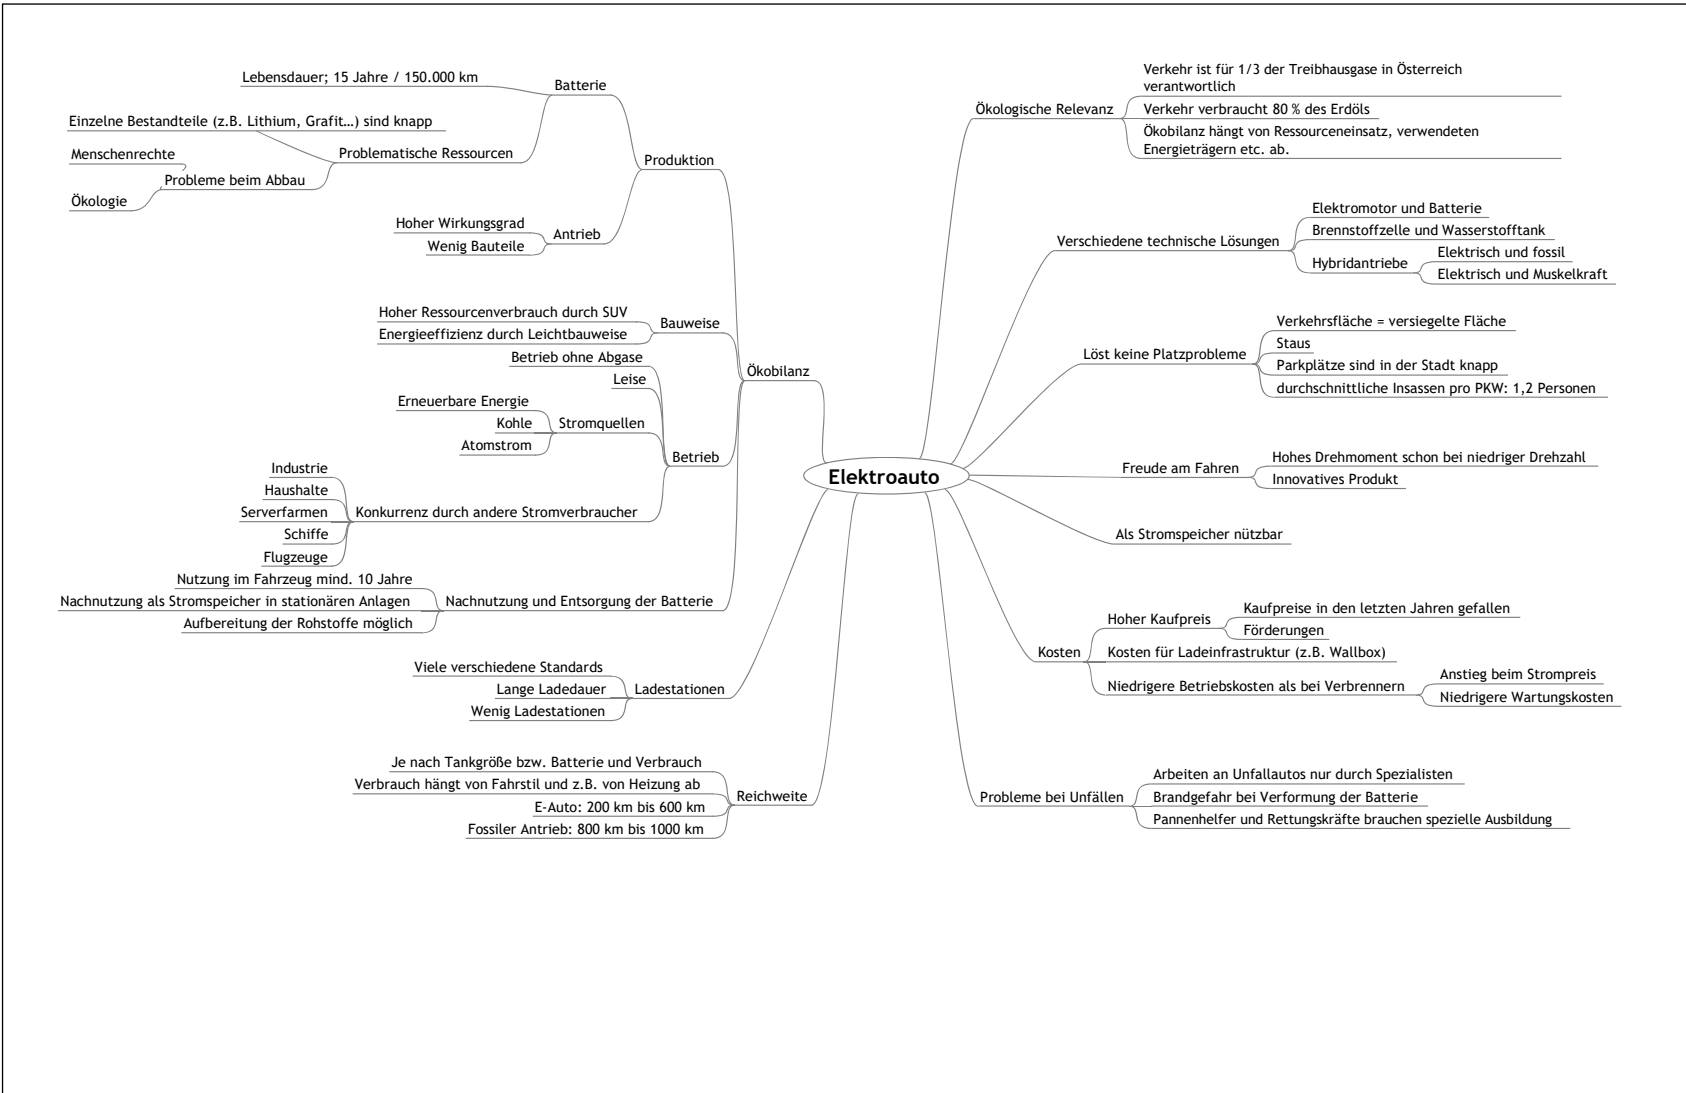 Elektroauto
Ökologische Relevanz
Verkehr ist für 1/3 der Treibhausgase in Österreich
verantwortlich
Verkehr verbraucht 80 % des Erdöls
Ökobilanz hängt von Ressourceneinsatz, verwendeten
Energieträgern etc. ab.
Verschiedene technische Lösungen
Elektromotor und Batterie
Brennstoffzelle und Wasserstofftank
Hybridantriebe
Elektrisch und fossil
Elektrisch und Muskelkraft
Löst keine Platzprobleme
Verkehrsfläche = versiegelte Fläche
Staus
Parkplätze sind in der Stadt knapp
durchschnittliche Insassen pro PKW: 1,2 Personen
Freude am Fahren
Hohes Drehmoment schon bei niedriger Drehzahl
Innovatives Produkt
Als Stromspeicher nützbar
Kosten
Hoher Kaufpreis
Kaufpreise in den letzten Jahren gefallen
Förderungen
Kosten für Ladeinfrastruktur (z.B. Wallbox)
Niedrigere Betriebskosten als bei Verbrennern
Anstieg beim Strompreis
Niedrigere Wartungskosten
Probleme bei Unfällen
Arbeiten an Unfallautos nur durch Spezialisten
Brandgefahr bei Verformung der Batterie
Pannenhelfer und Rettungskräfte brauchen spezielle Ausbildung
Ökobilanz
Produktion
Batterie
Lebensdauer; 15 Jahre / 150.000 km
Problematische Ressourcen
Einzelne Bestandteile (z.B. Lithium, Grafit…) sind knapp
Probleme beim Abbau
Menschenrechte
Ökologie
Antrieb
Hoher Wirkungsgrad
Wenig Bauteile
Bauweise
Hoher Ressourcenverbrauch durch SUV
Energieeffizienz durch Leichtbauweise
Betrieb
Betrieb ohne Abgase
Leise
Stromquellen
Erneuerbare Energie
Kohle
Atomstrom
Konkurrenz durch andere Stromverbraucher
Industrie
Haushalte
Serverfarmen
Schiffe
Flugzeuge
Nachnutzung und Entsorgung der Batterie
Nutzung im Fahrzeug mind. 10 Jahre
Nachnutzung als Stromspeicher in stationären Anlagen
Aufbereitung der Rohstoffe möglich
Ladestationen
Viele verschiedene Standards
Lange Ladedauer
Wenig Ladestationen
Reichweite
Je nach Tankgröße bzw. Batterie und Verbrauch
Verbrauch hängt von Fahrstil und z.B. von Heizung ab
E-Auto: 200 km bis 600 km
Fossiler Antrieb: 800 km bis 1000 km